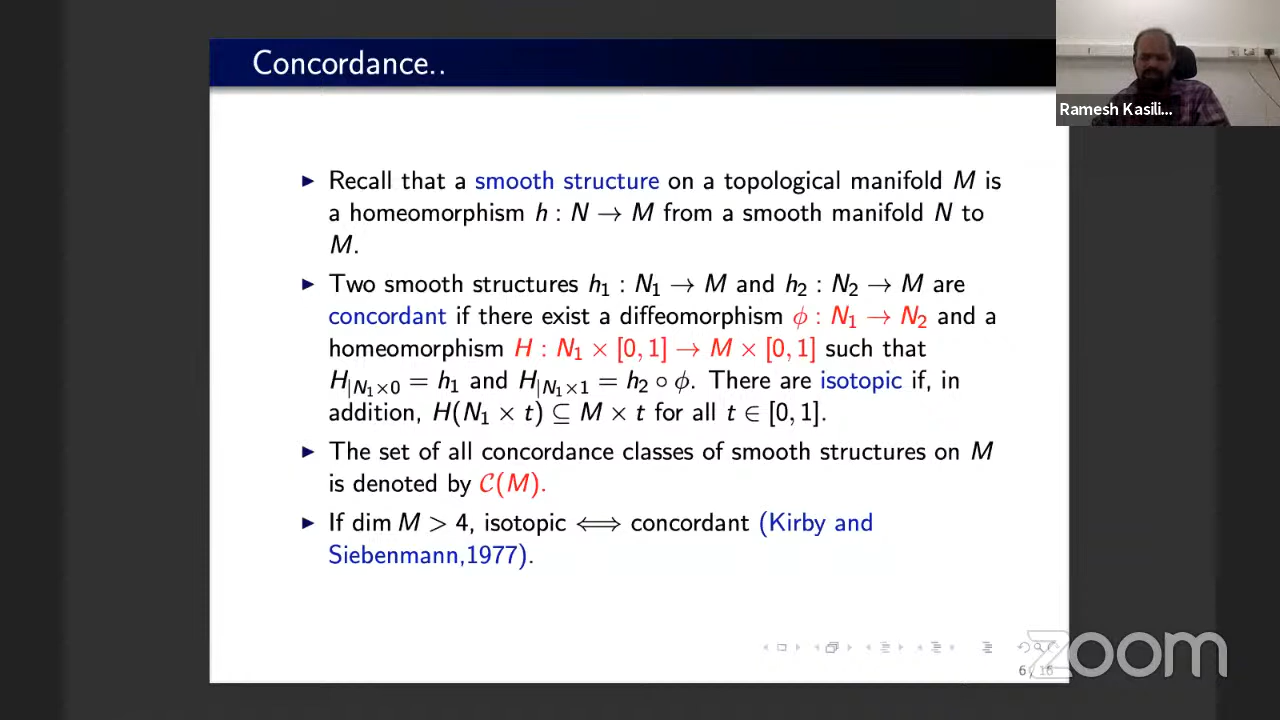 Concordance..
Ramesh Kasili...
▶ Recall that a smooth structure on a topological manifold M is
a homeomorphism h : N → M from a smooth manifold N to
M.
▶ Two smooth structures h₁ : N₁ → M and h₂ : N₂ → M are
concordant if there exist a diffeomorphism ϕ : N₁ → N₂ and a
homeomorphism H : N₁ × [0, 1] → M × [0, 1] such that
H|N₁×0 = h₁ and H|N₁×1 = h₂ ∘ ϕ. There are isotopic if, in
addition, H(N₁ × t) ⊆ M × t for all t ∈ [0, 1].
▶ The set of all concordance classes of smooth structures on M
is denoted by 𝒞(M).
▶ If dim M > 4, isotopic ⟺ concordant (Kirby and
Siebenmann,1977).
zoom
6 / 16